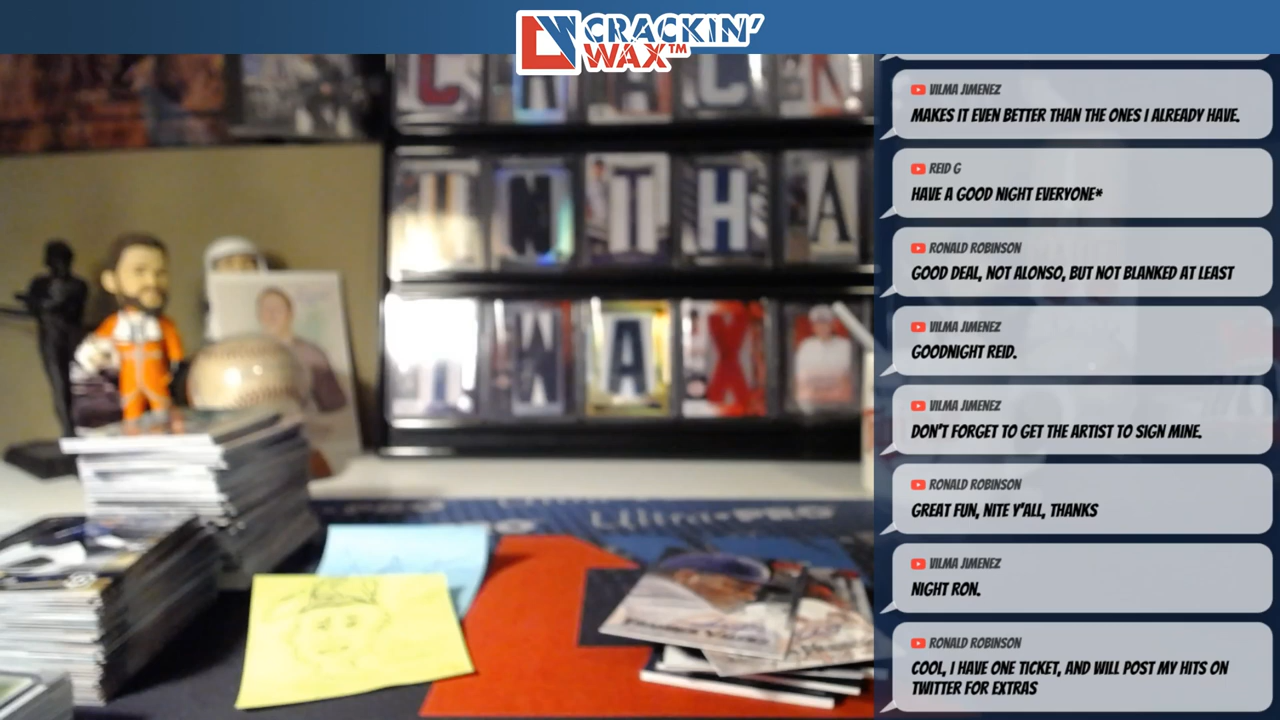 CRACKIN'
WAX™
VILMA JIMENEZ
MAKES IT EVEN BETTER THAN THE ONES I ALREADY HAVE.
REID G
HAVE A GOOD NIGHT EVERYONE*
RONALD ROBINSON
GOOD DEAL, NOT ALONSO, BUT NOT BLANKED AT LEAST
VILMA JIMENEZ
GOODNIGHT REID.
VILMA JIMENEZ
DON'T FORGET TO GET THE ARTIST TO SIGN MINE.
RONALD ROBINSON
GREAT FUN, NITE Y'ALL, THANKS
VILMA JIMENEZ
NIGHT RON.
RONALD ROBINSON
COOL, I HAVE ONE TICKET, AND WILL POST MY HITS ON
TWITTER FOR EXTRAS
C R A C K
I N T H A
W A X
Ultra PRO